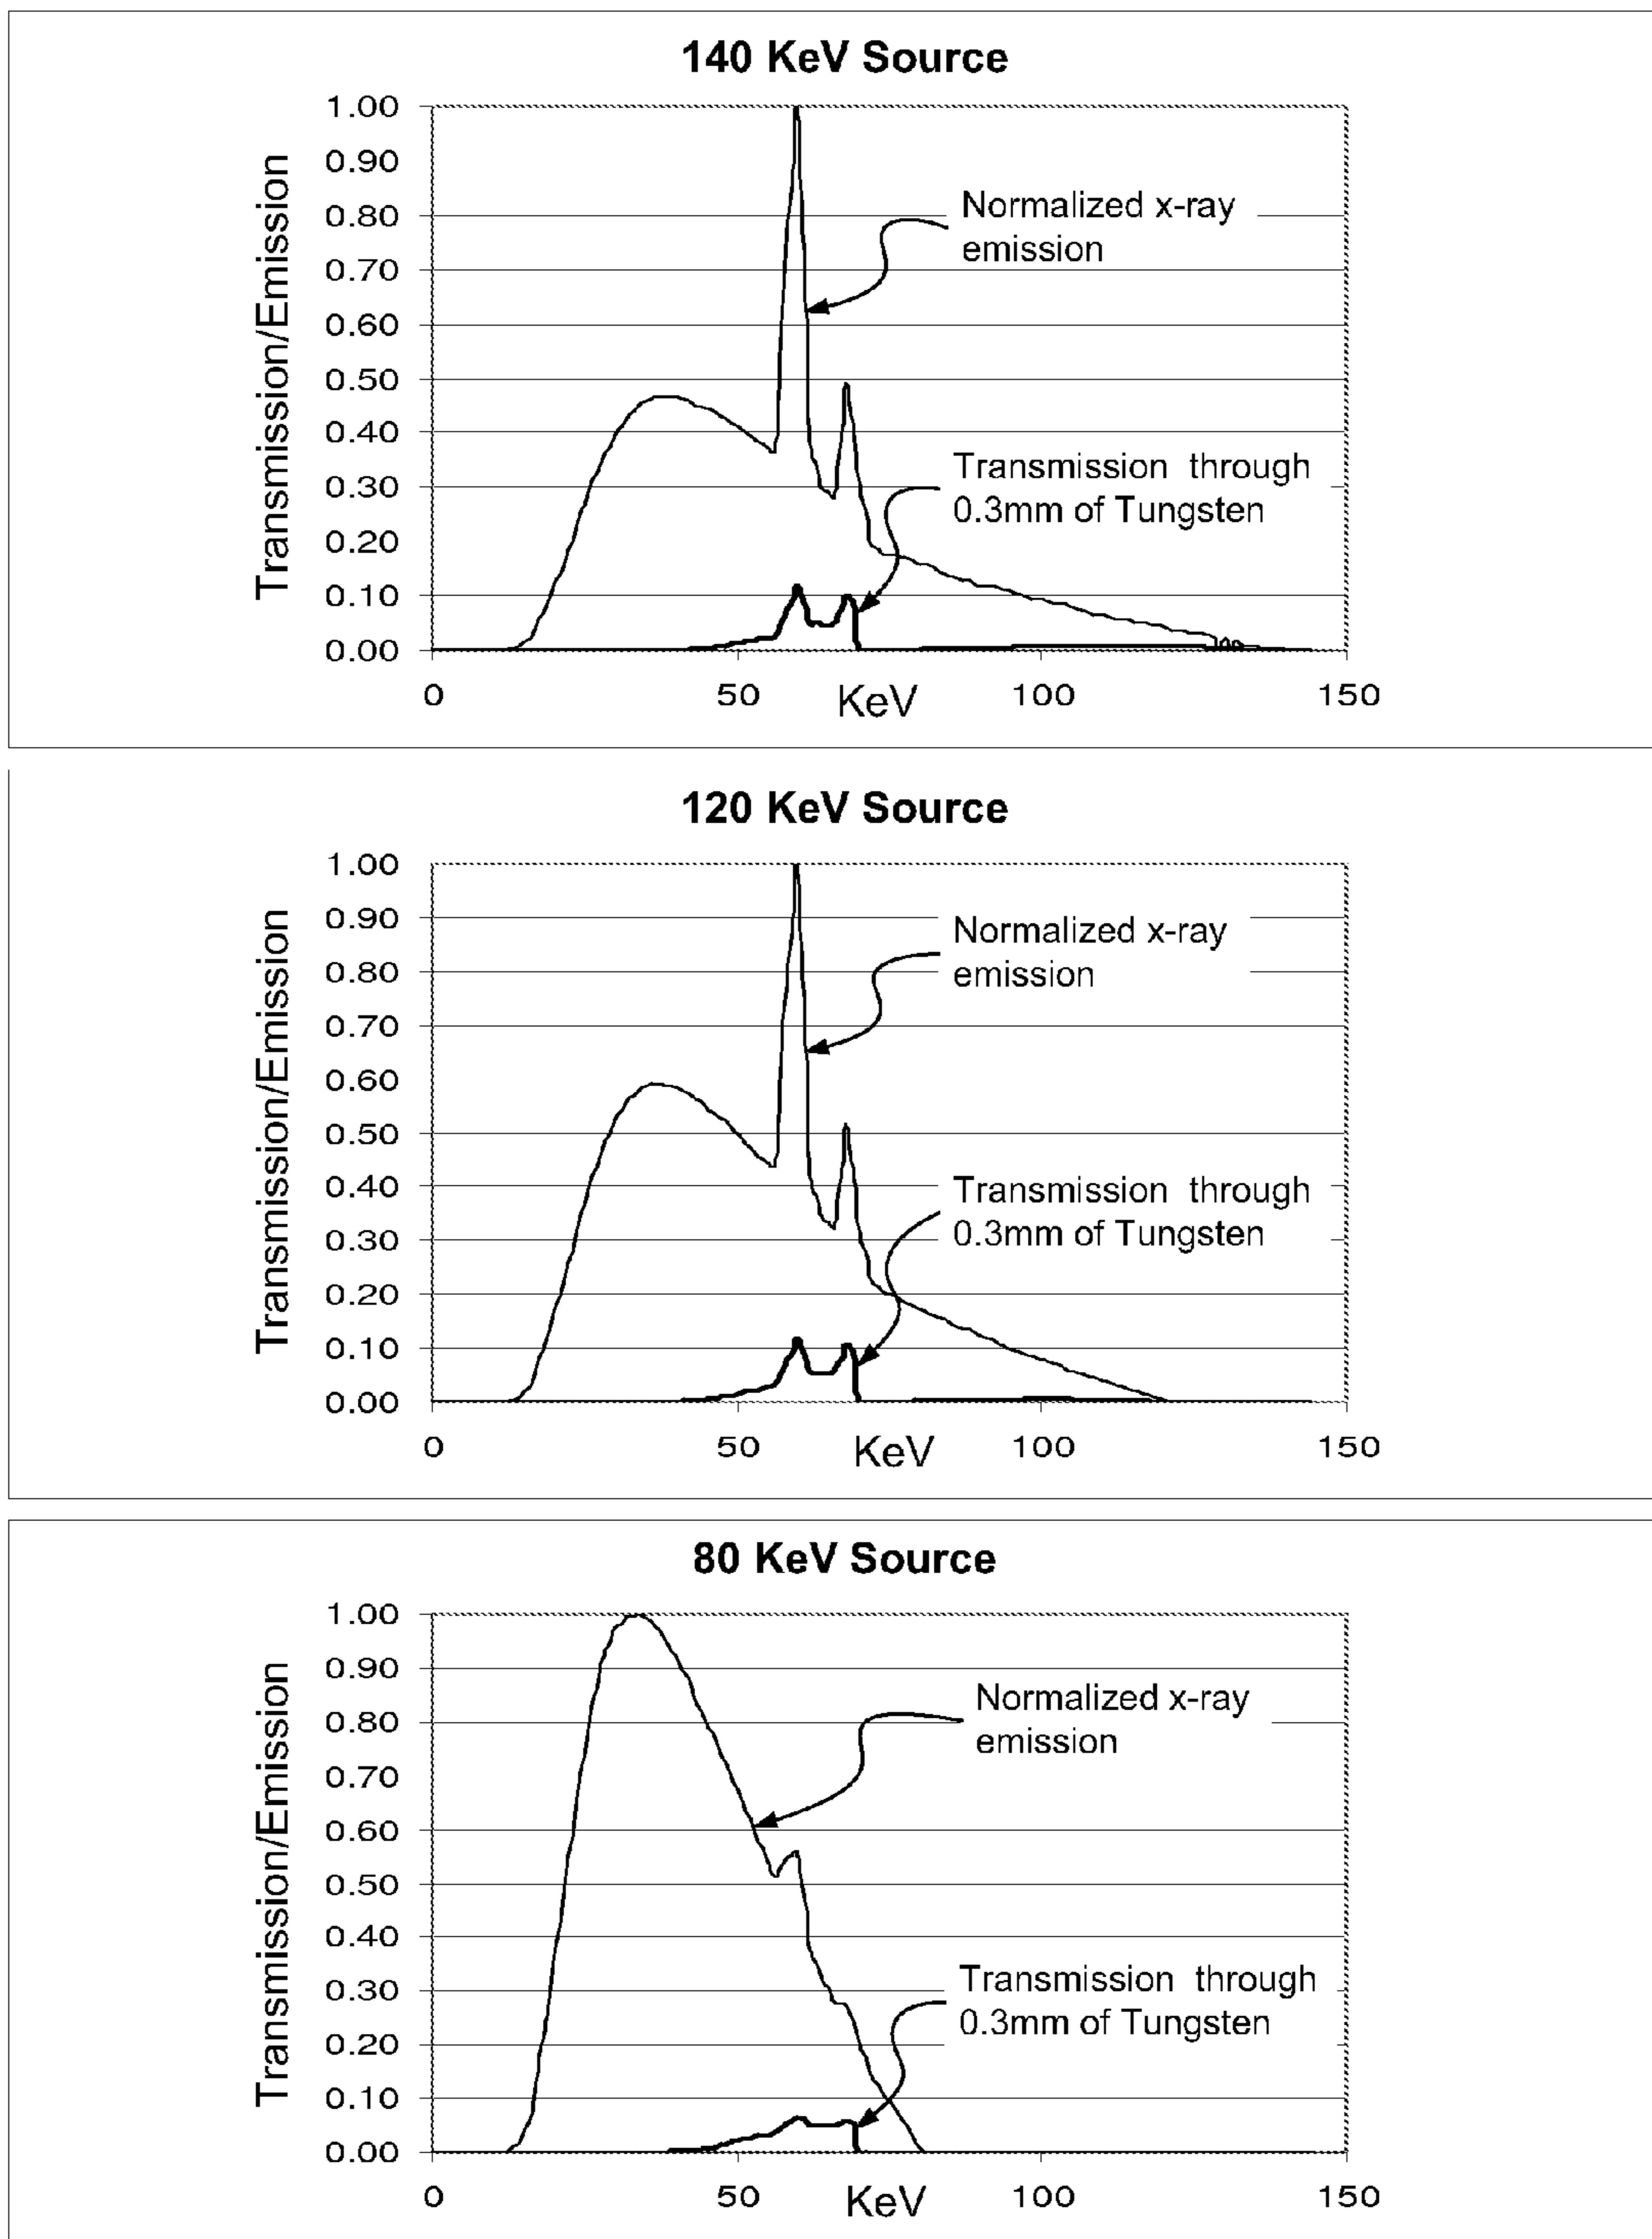 140 KeV Source
Transmission/Emission
1.00
0.90
0.80
0.70
0.60
0.50
0.40
0.30
0.20
0.10
0.00
Normalized x-ray
emission
Transmission through
0.3mm of Tungsten
0
50
100
150
KeV
120 KeV Source
Transmission/Emission
1.00
0.90
0.80
0.70
0.60
0.50
0.40
0.30
0.20
0.10
0.00
Normalized x-ray
emission
Transmission through
0.3mm of Tungsten
0
50
100
150
KeV
80 KeV Source
Transmission/Emission
1.00
0.90
0.80
0.70
0.60
0.50
0.40
0.30
0.20
0.10
0.00
Normalized x-ray
emission
Transmission through
0.3mm of Tungsten
0
50
100
150
KeV